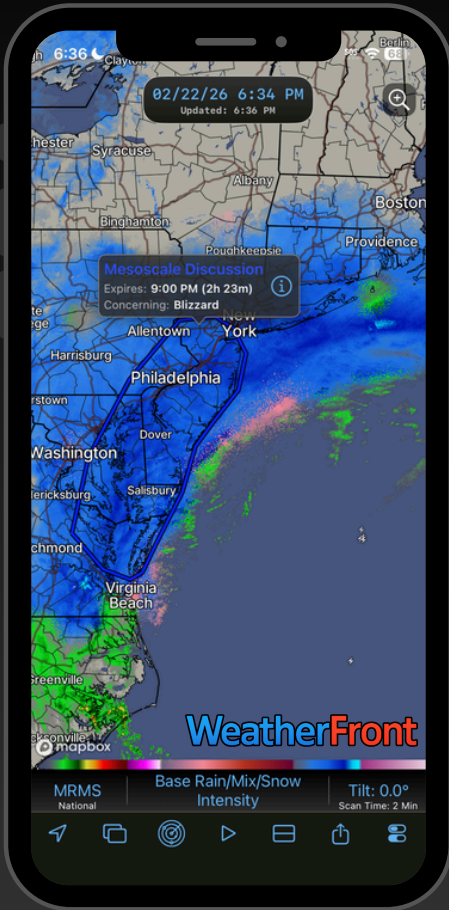 6:36
SOS
68
Berlin
02/22/26 6:34 PM
Updated: 6:36 PM
Syracuse
Albany
Boston
Binghamton
Providence
Poughkeepsie
Mesoscale Discussion
Expires: 9:00 PM (2h 23m)
Concerning: Blizzard
New
York
Allentown
Harrisburg
Philadelphia
Dover
Washington
Salisbury
Virginia
Beach
Greenville
WeatherFront
mapbox
MRMS
National
Base Rain/Mix/Snow
Intensity
Tilt: 0.0°
Scan Time: 2 Min